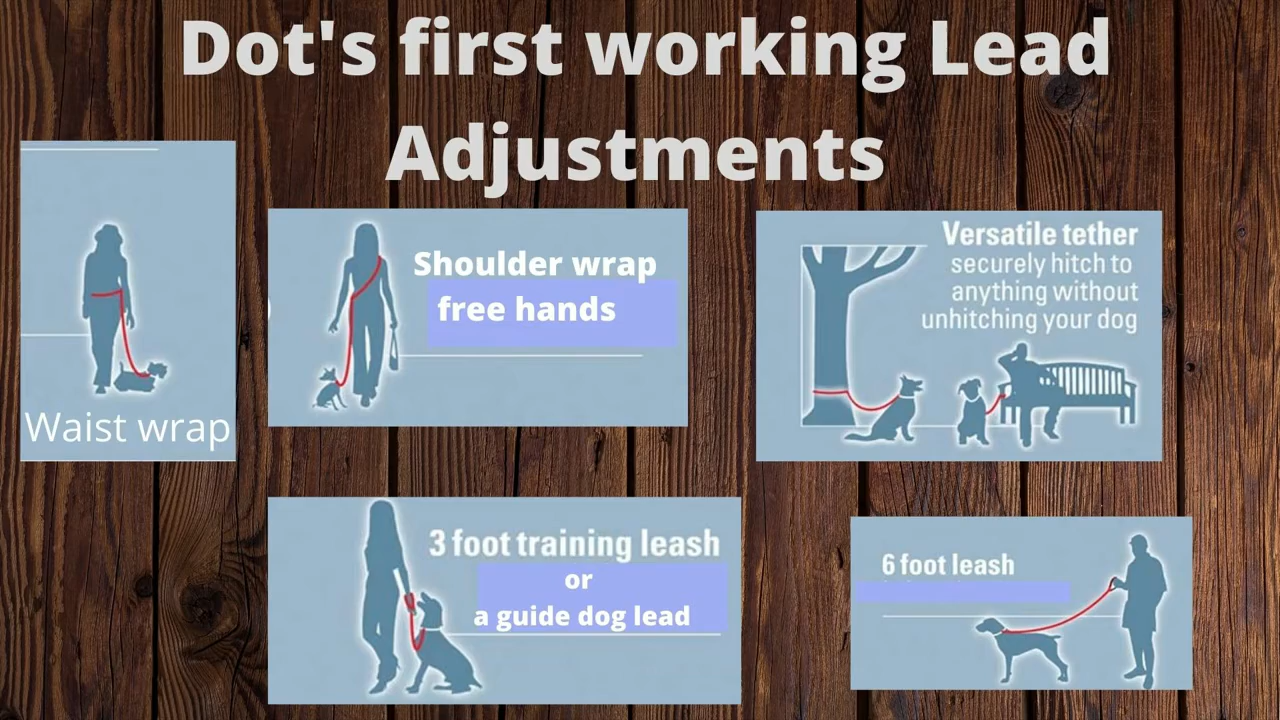 Dot's first working Lead
Adjustments
Waist wrap
Shoulder wrap
free hands
Versatile tether
securely hitch to
anything without
unhitching your dog
3 foot training leash
or
a guide dog lead
6 foot leash